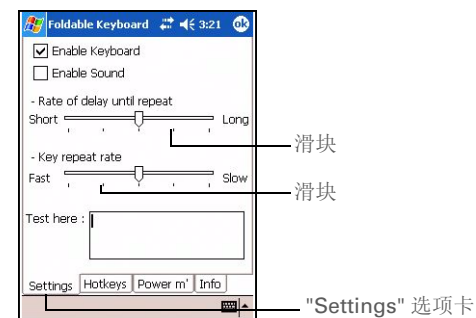 Foldable Keyboard 3:21 ok
Enable Keyboard
Enable Sound
- Rate of delay until repeat
Short Long
滑块
- Key repeat rate
Fast Slow
滑块
Test here :
Settings Hotkeys Power m' Info
"Settings" 选项卡